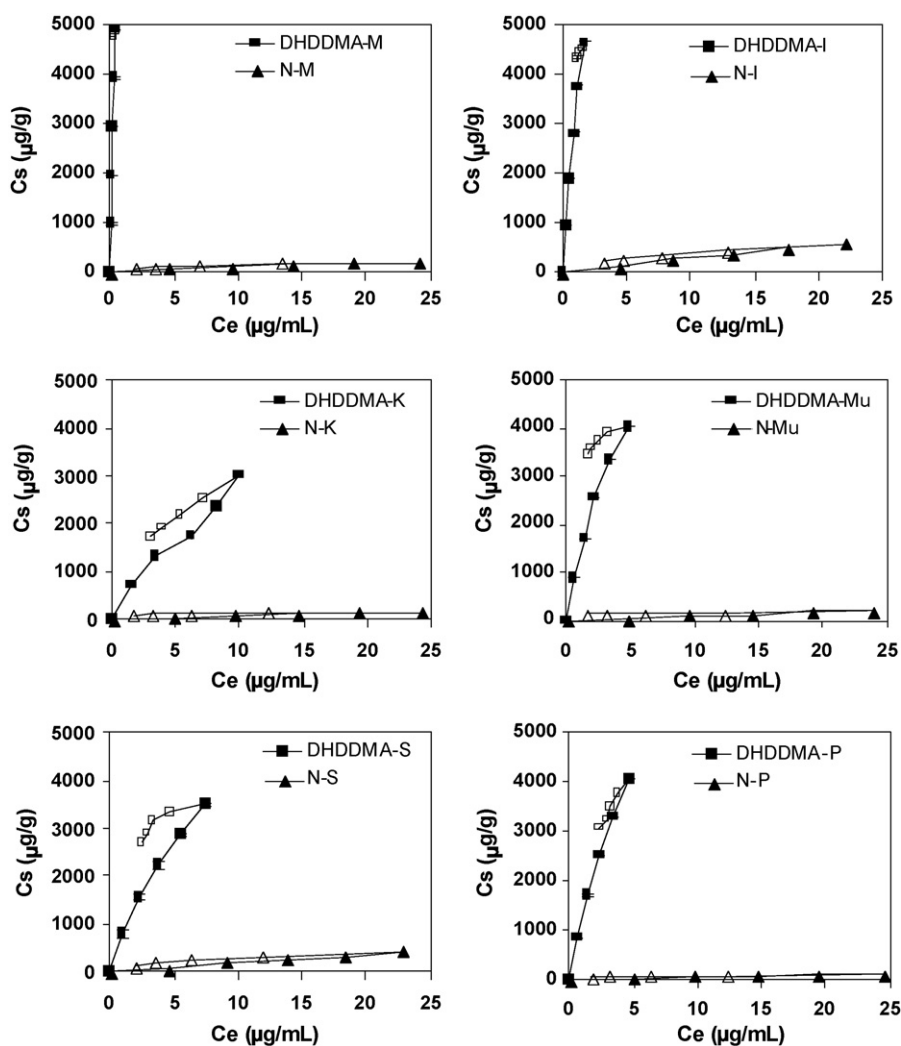 5000
4000
3000
2000
1000
0
Cs (µg/g)
DHDDMA-M
N-M
0 5 10 15 20 25
Ce (µg/mL)
5000
4000
3000
2000
1000
0
Cs (µg/g)
DHDDMA-I
N-I
0 5 10 15 20 25
Ce (µg/mL)
5000
4000
3000
2000
1000
0
Cs (µg/g)
DHDDMA-K
N-K
0 5 10 15 20 25
Ce (µg/mL)
5000
4000
3000
2000
1000
0
Cs (µg/g)
DHDDMA-Mu
N-Mu
0 5 10 15 20 25
Ce (µg/mL)
5000
4000
3000
2000
1000
0
Cs (µg/g)
DHDDMA-S
N-S
0 5 10 15 20 25
Ce (µg/mL)
5000
4000
3000
2000
1000
0
Cs (µg/g)
DHDDMA-P
N-P
0 5 10 15 20 25
Ce (µg/mL)